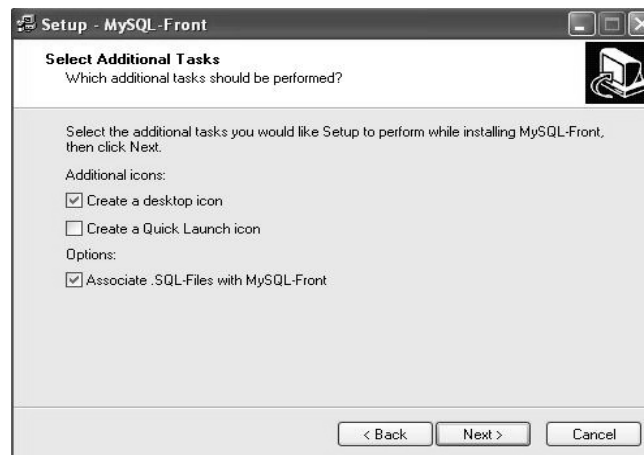 Setup - MySQL-Front
Select Additional Tasks
Which additional tasks should be performed?
Select the additional tasks you would like Setup to perform while installing MySQL-Front,
then click Next.
Additional icons:
Create a desktop icon
Create a Quick Launch icon
Options:
Associate .SQL-Files with MySQL-Front
< Back Next > Cancel